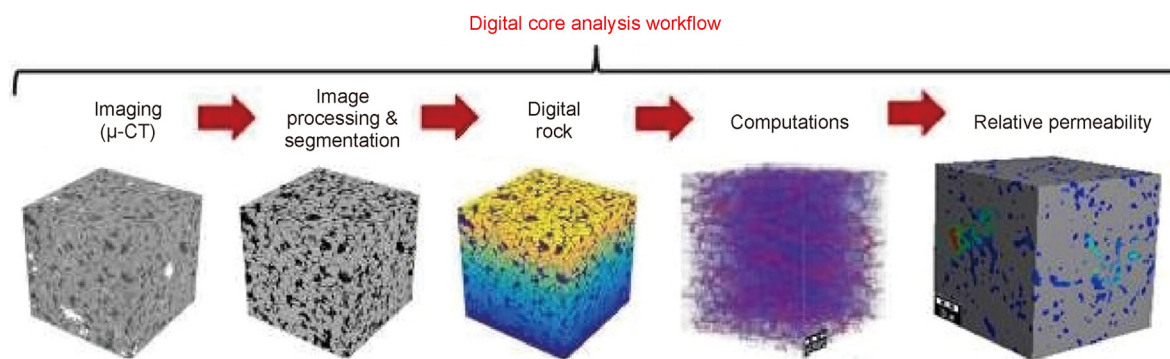 Digital core analysis workflow
Imaging
(μ-CT)
Image
processing &
segmentation
Digital
rock
Computations
Relative permeability